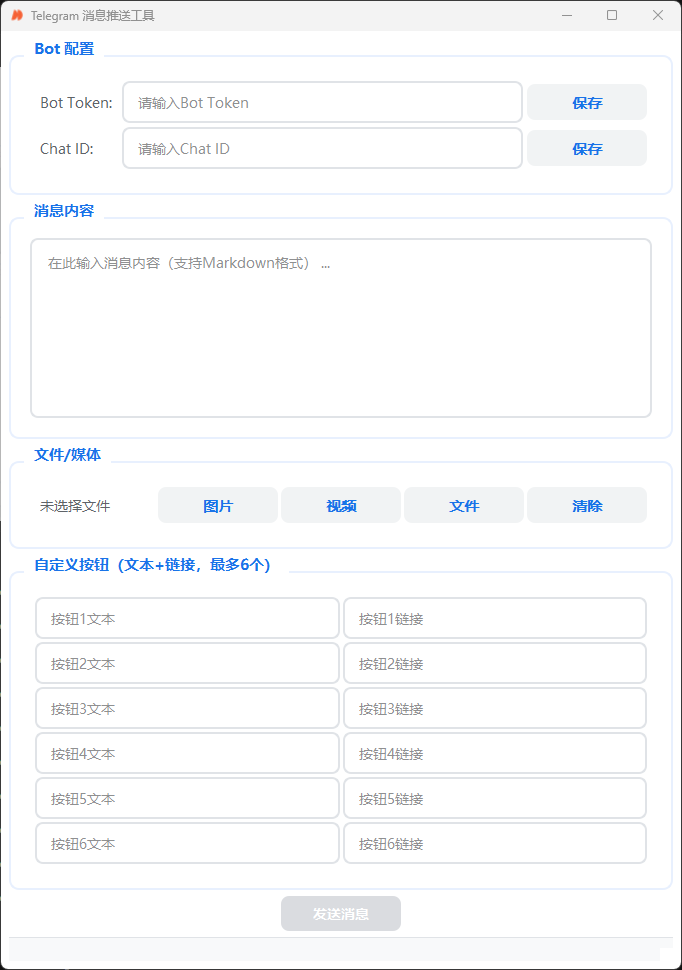 Telegram 消息推送工具
Bot 配置
Bot Token: 请输入Bot Token 保存
Chat ID: 请输入Chat ID 保存
消息内容
在此输入消息内容（支持Markdown格式） ...
文件/媒体
未选择文件 图片 视频 文件 清除
自定义按钮（文本+链接，最多6个）
按钮1文本 按钮1链接
按钮2文本 按钮2链接
按钮3文本 按钮3链接
按钮4文本 按钮4链接
按钮5文本 按钮5链接
按钮6文本 按钮6链接
发送消息